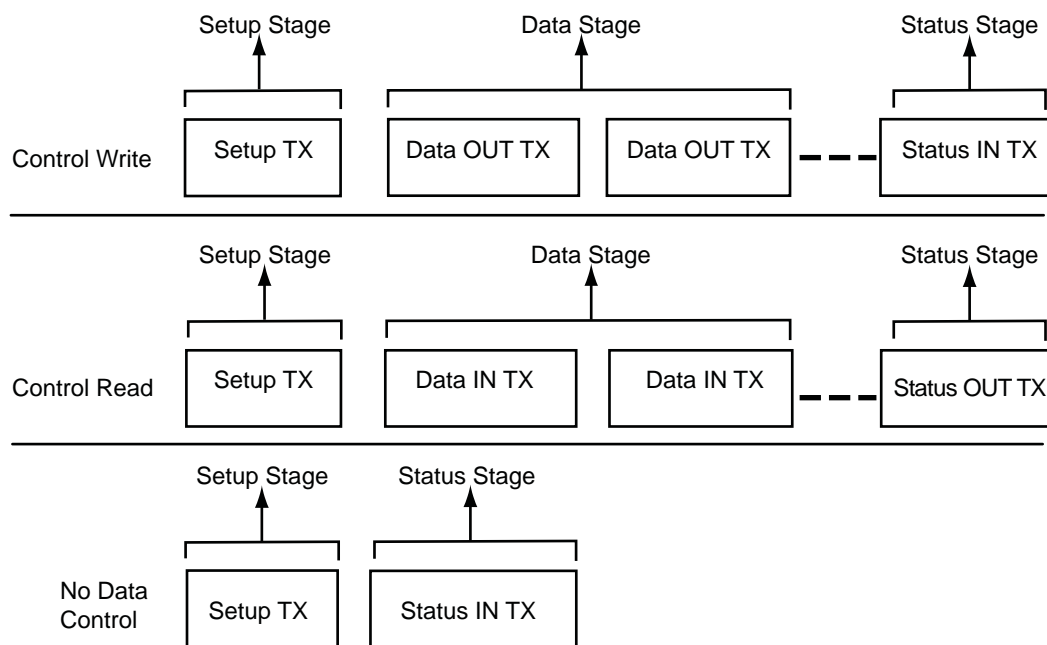 Setup Stage Data Stage Status Stage
Control Write Setup TX Data OUT TX Data OUT TX Status IN TX
Setup Stage Data Stage Status Stage
Control Read Setup TX Data IN TX Data IN TX Status OUT TX
Setup Stage Status Stage
No Data
Control Setup TX Status IN TX